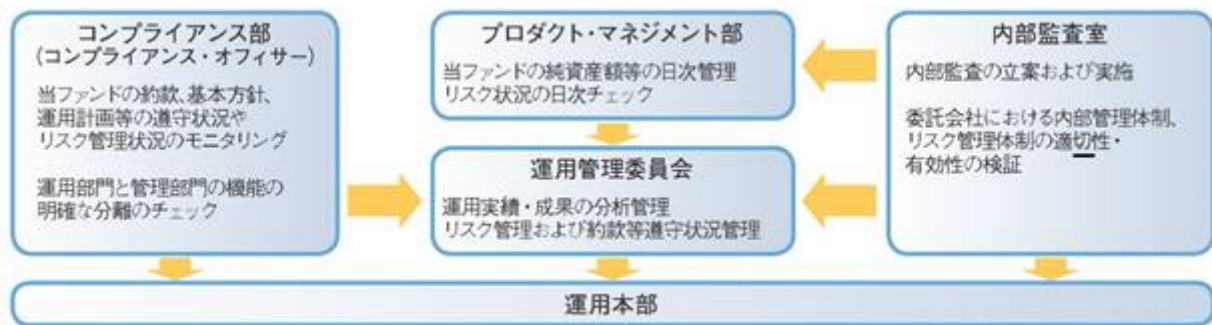 コンプライアンス部
(コンプライアンス・オフィサー)
当ファンドの約款、基本方針、
運用計画等の遵守状況や
リスク管理状況のモニタリング
運用部門と管理部門の機能の
明確な分離のチェック
プロダクト・マネジメント部
当ファンドの純資産額等の日次管理
リスク状況の日次チェック
運用管理委員会
運用実績・成果の分析管理
リスク管理および約款等遵守状況管理
内部監査室
内部監査の立案および実施
委託会社における内部管理体制、
リスク管理体制の適切性・
有効性の検証
運用本部